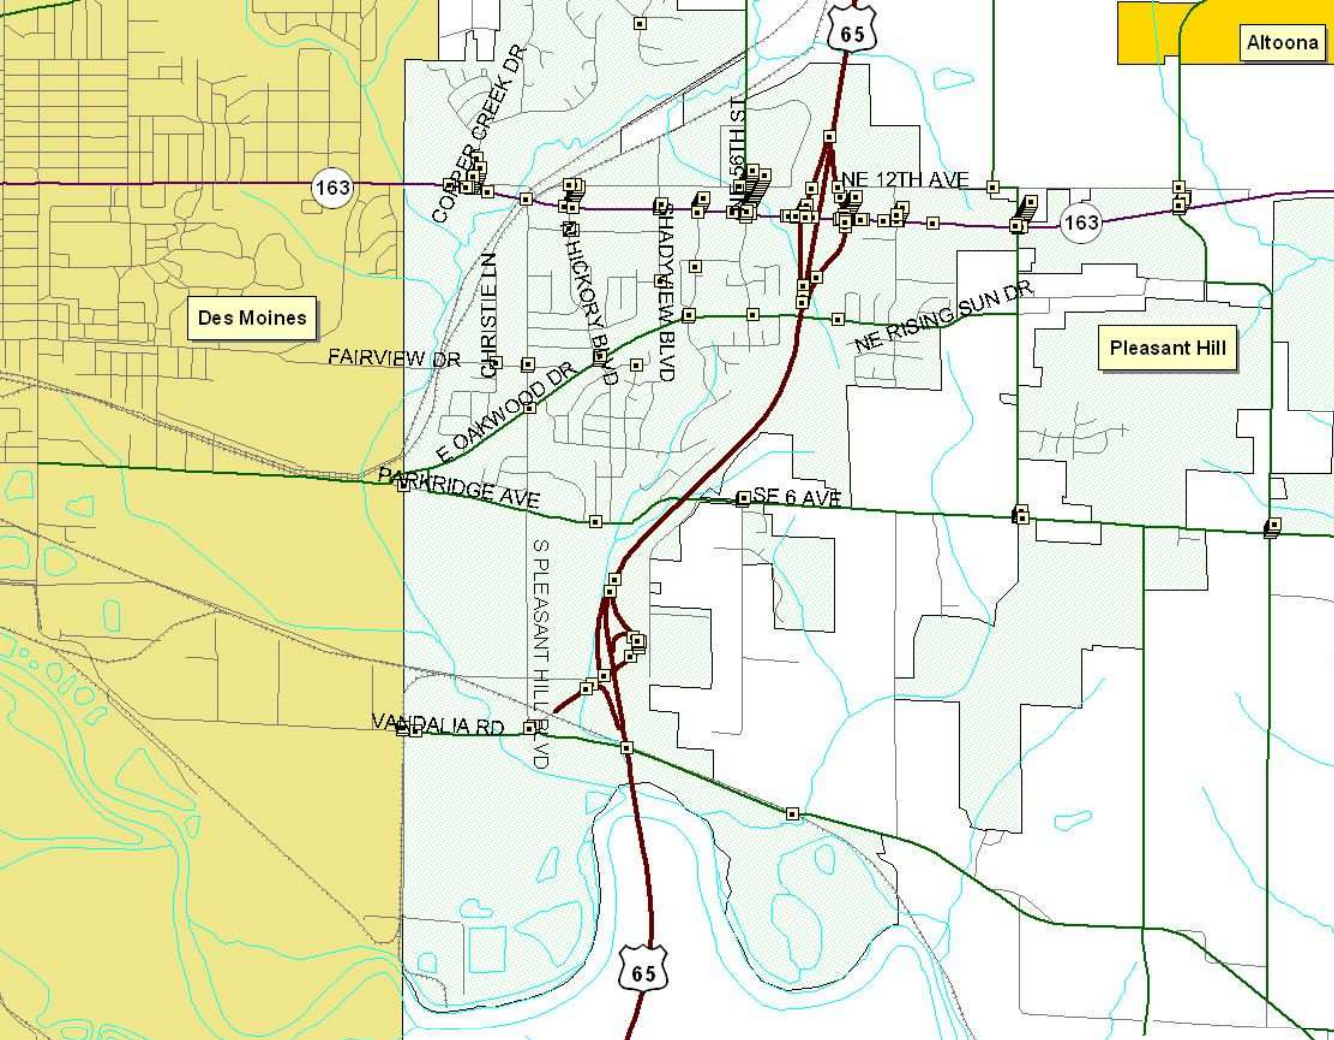 65
Altoona
COPPER CREEK DR
NE 56TH ST
163
NE 12TH AVE
163
CHRISTIE LN
N HICKORY BLVD
SHADYVIEW BLVD
NE RISING SUN DR
Des Moines
Pleasant Hill
FAIRVIEW DR
E OAKWOOD DR
PARKRIDGE AVE
SE 6 AVE
S PLEASANT HILL BLVD
VANDALIA RD
65